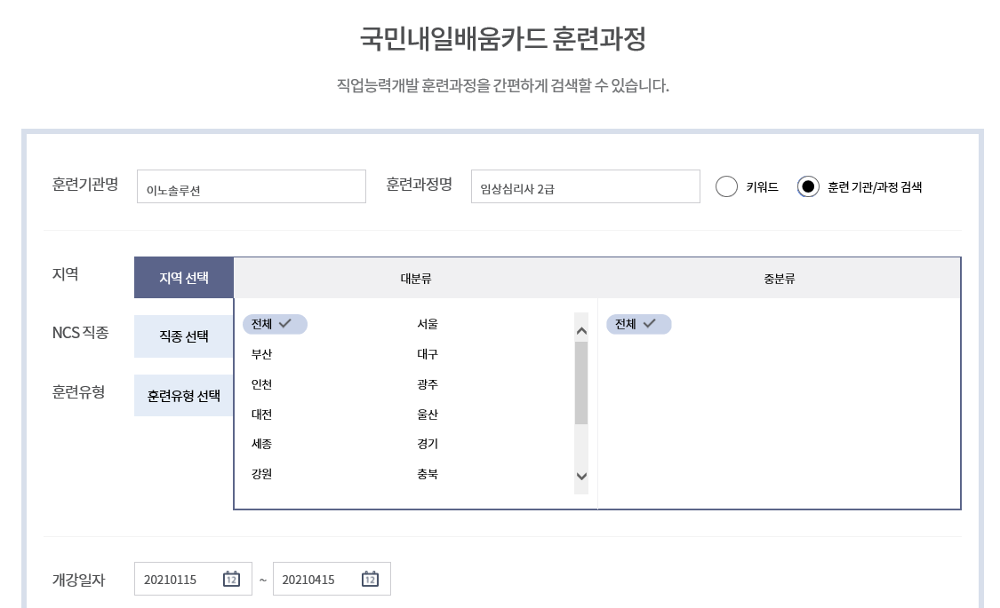 국민내일배움카드 훈련과정
직업능력개발 훈련과정을 간편하게 검색할 수 있습니다.
훈련기관명 이노솔루션 훈련과정명 임상심리사 2급 키워드 훈련 기관/과정 검색
지역 지역 선택 대분류 중분류
전체 서울 전체
NCS 직종 직종 선택
부산 대구
인천 광주
훈련유형 훈련유형 선택
대전 울산
세종 경기
강원 충북
개강일자 20210115 12 ~ 20210415 12